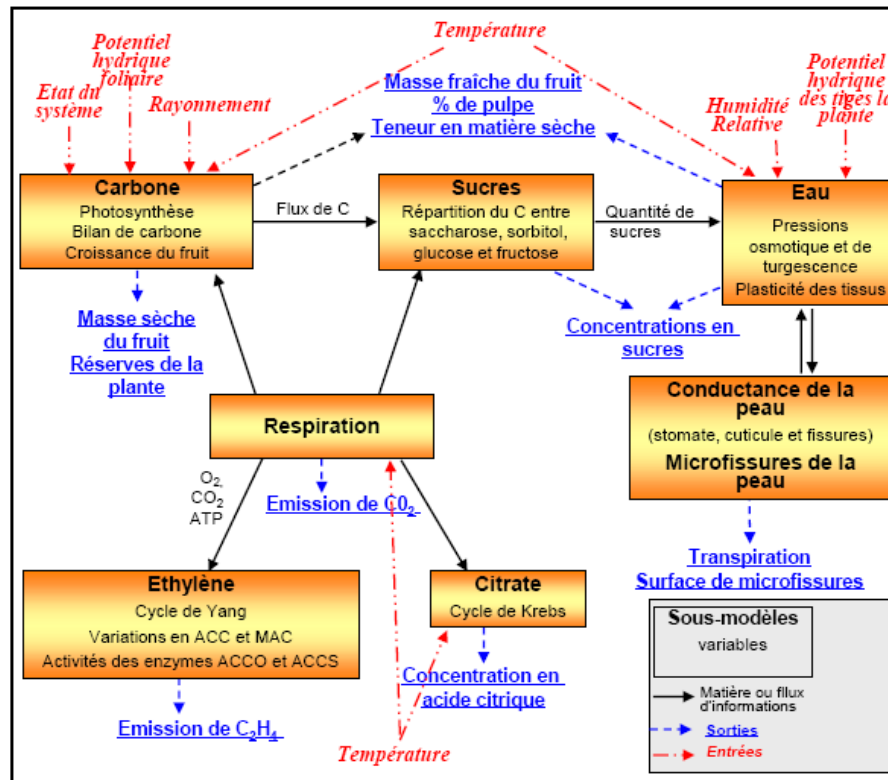 Potentiel
hydrique
foliaire
Etat du
système
Rayonnement
Température
Masse fraîche du fruit
% de pulpe
Teneur en matière sèche
Humidité
Relative
Potentiel
hydrique
des tiges la
plante
Carbone
Photosynthèse
Bilan de carbone
Croissance du fruit
Flux de C
Sucres
Répartition du C entre
saccharose, sorbitol,
glucose et fructose
Quantité de
sucres
Eau
Pressions
osmotique et de
turgescence
Plasticité des tissus
Masse sèche
du fruit
Réserves de la
plante
Concentrations en
sucres
Respiration
Conductance de la
peau
(stomate, cuticule et fissures)
Microfissures de la
peau
O₂,
CO₂
ATP
Emission de C0₂
Transpiration
Surface de microfissures
Ethylène
Cycle de Yang
Variations en ACC et MAC
Activités des enzymes ACCO et ACCS
Citrate
Cycle de Krebs
Concentration en
acide citrique
Emission de C₂H₄
Température
Sous-modèles
variables
Matière ou fllux
d'informations
Sorties
Entrées